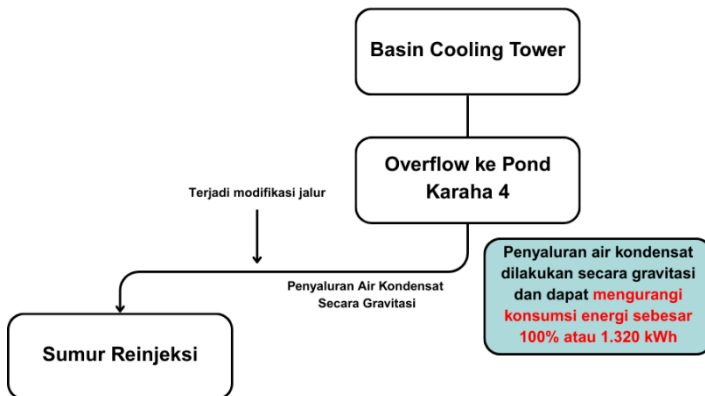 Basin Cooling Tower
Overflow ke Pond
Karaha 4
Terjadi modifikasi jalur
Penyaluran Air Kondensat
Secara Gravitasi
Penyaluran air kondensat
dilakukan secara gravitasi
dan dapat mengurangi
konsumsi energi sebesar
100% atau 1.320 kWh
Sumur Reinjeksi